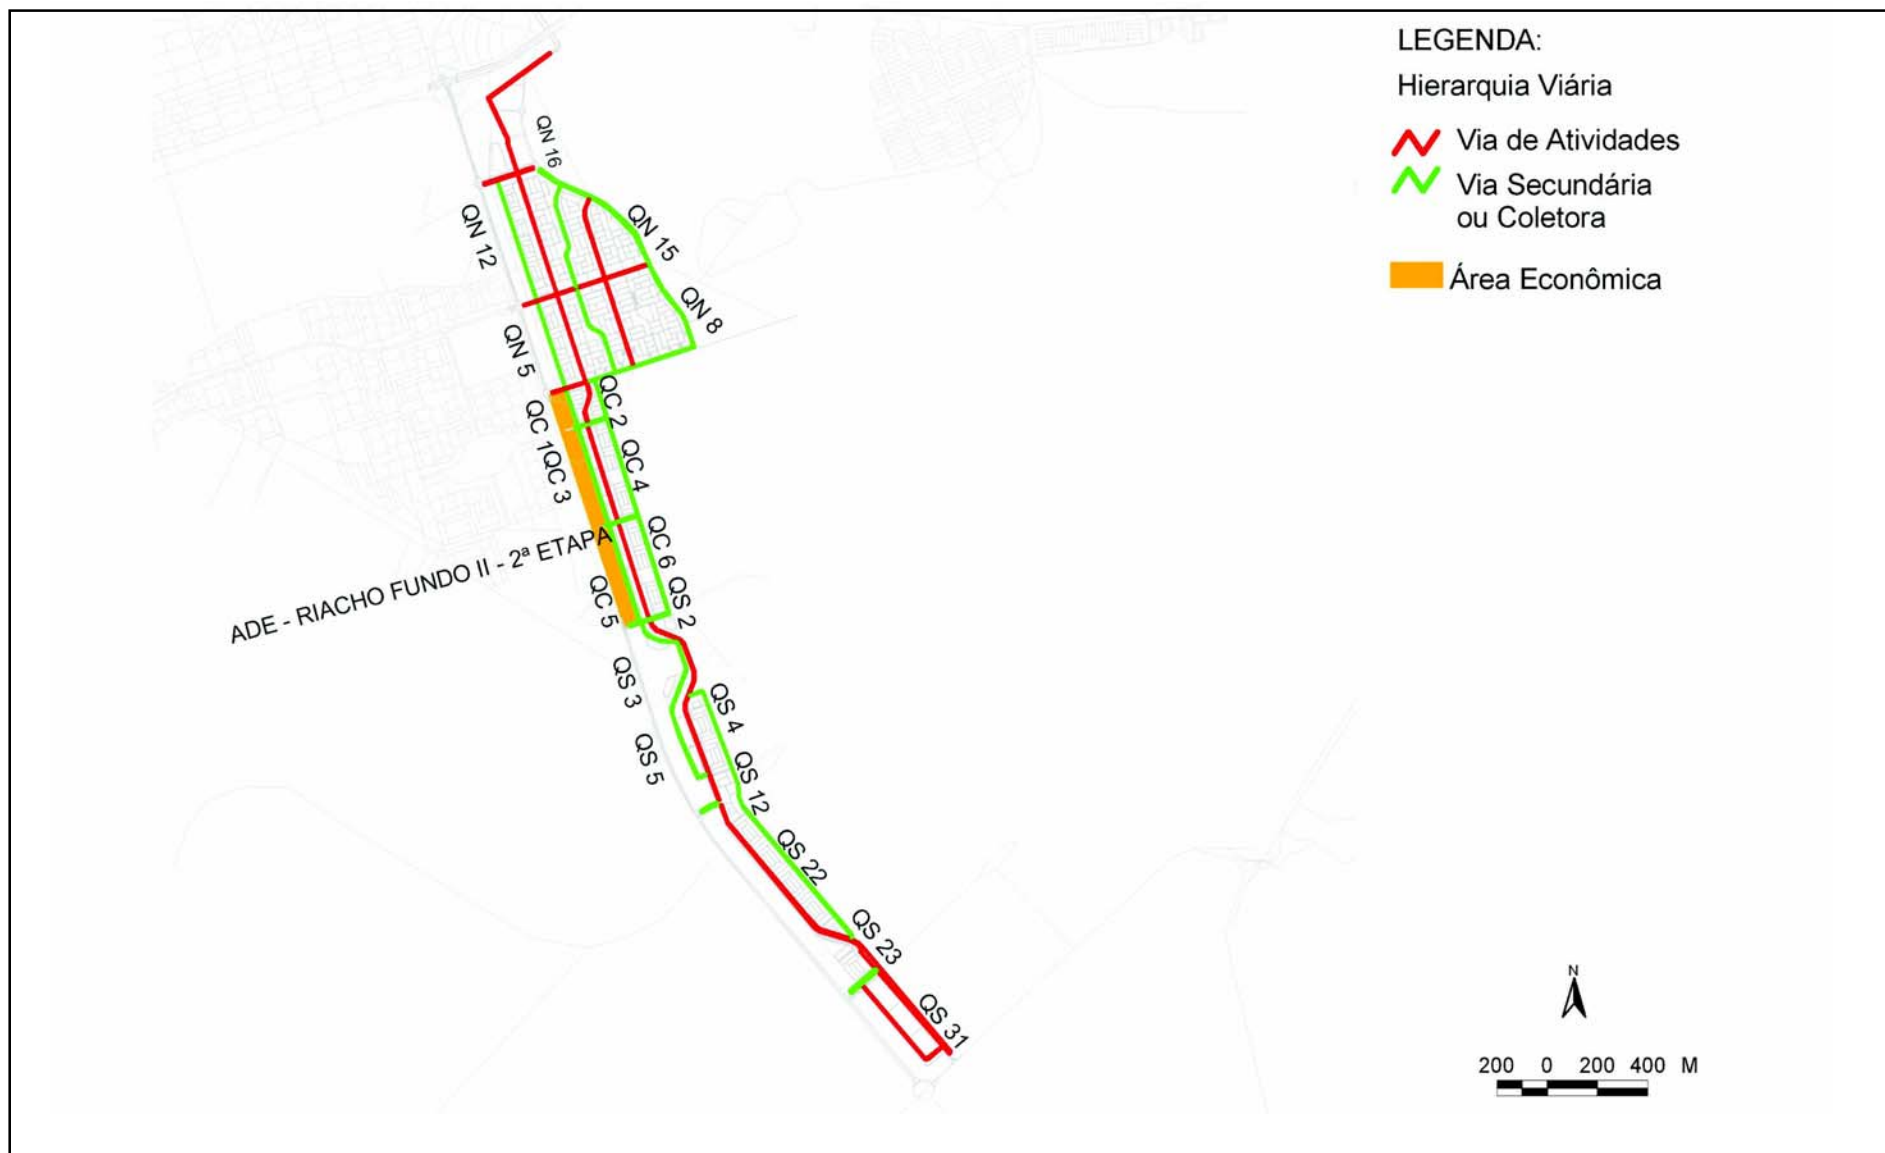 LEGENDA:
Hierarquia Viária
Via de Atividades
Via Secundária
ou Coletora
Área Econômica
QN 16
QN 15
QN 12
QN 8
QN 5
QC 2
QC 1
QC 3
QC 4
ADE - RIACHO FUNDO II - 2ª ETAPA
QC 6
QC 5
QS 2
QS 3
QS 4
QS 5
QS 12
QS 22
QS 23
QS 31
N
200 0 200 400 M